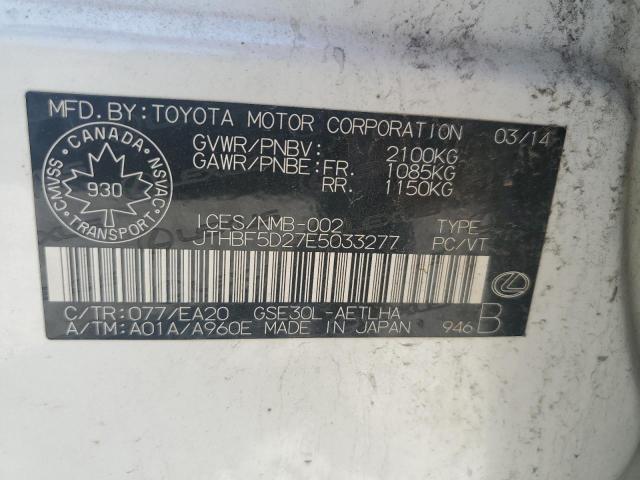 MFD. BY: TOYOTA MOTOR CORPORATION 03/14
GVWR/PNBV: 2100KG
GAWR/PNBE: FR. 1085KG
RR. 1150KG
CANADA
CMVSS NSVAC
930
TRANSPORT
ICES/NMB-002 TYPE:
JTHBF5D27E5033277 PC/VT
C/TR: 077/EA20 GSE30L-AETLHA
A/TM: A01A/A960E MADE IN JAPAN 946 B